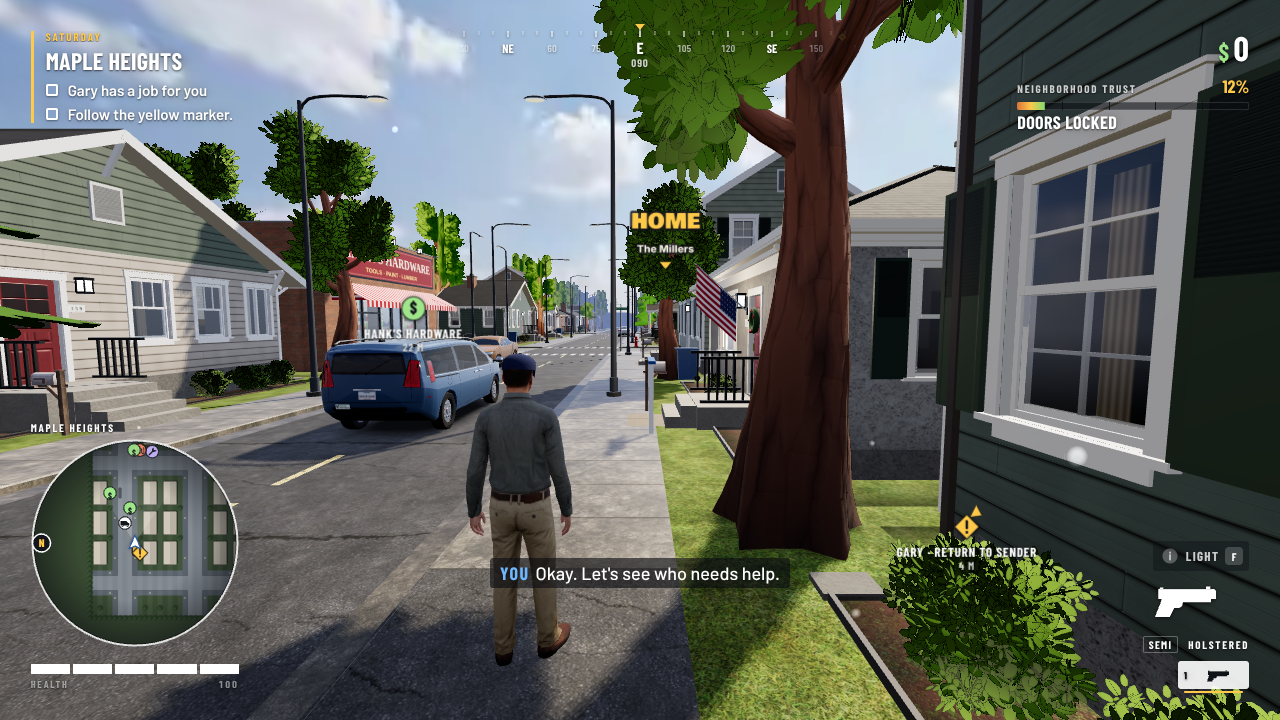 SATURDAY
MAPLE HEIGHTS
Gary has a job for you
Follow the yellow marker.
NE
60
75
E
105
120
SE
150
090
$0
NEIGHBORHOOD TRUST
12%
DOORS LOCKED
HOME
The Millers
HARDWARE
TOOLS · PAINT · LUMBER
$
HANK'S HARDWARE
MAPLE HEIGHTS
N
GARY - RETURN TO SENDER
4 M
YOU Okay. Let's see who needs help.
LIGHT F
SEMI HOLSTERED
1
HEALTH 100